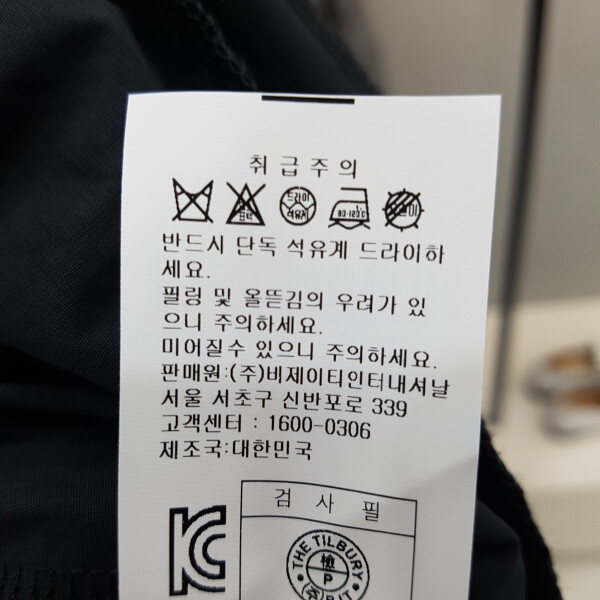 취급주의
드라이
석유계
80-120℃
반드시 단독 석유계 드라이하
세요.
필링 및 올뜯김의 우려가 있
으니 주의하세요.
미어질수 있으니 주의하세요.
판매원:(주)비제이티인터내셔날
서울 서초구 신반포로 339
고객센터 : 1600-0306
제조국:대한민국
검사필
THE TILBURY
檢
P